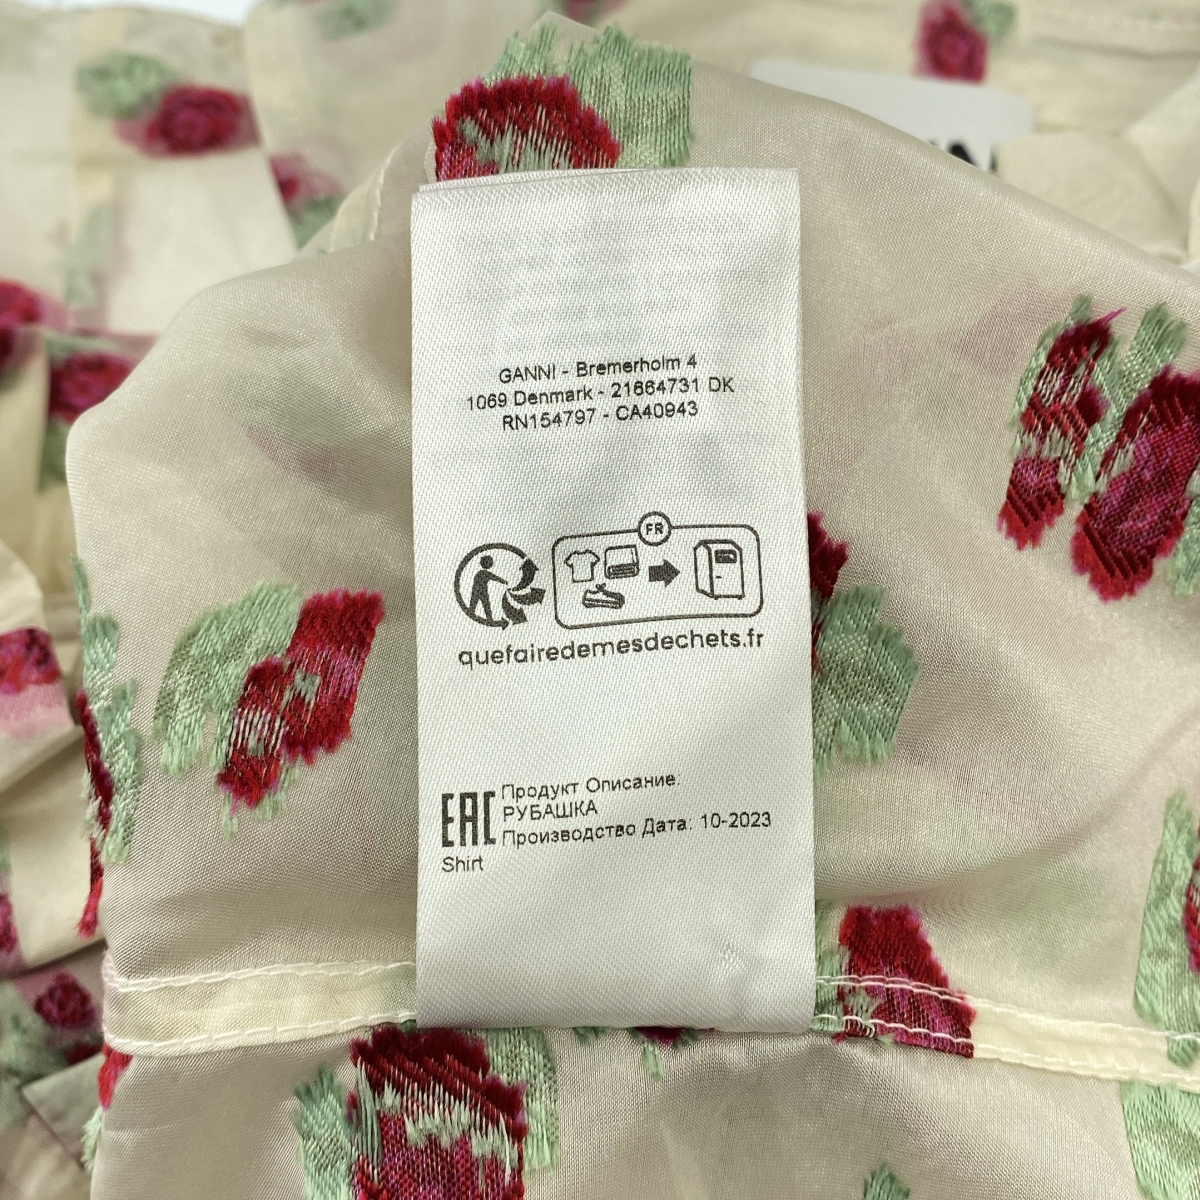 GANNI - Bremerholm 4
1069 Denmark - 21664731 DK
RN154797 - CA40943
FR
quefairedemesdechets.fr
EAC
Продукт Описание:
РУБАШКА
Производство Дата: 10-2023
Shirt